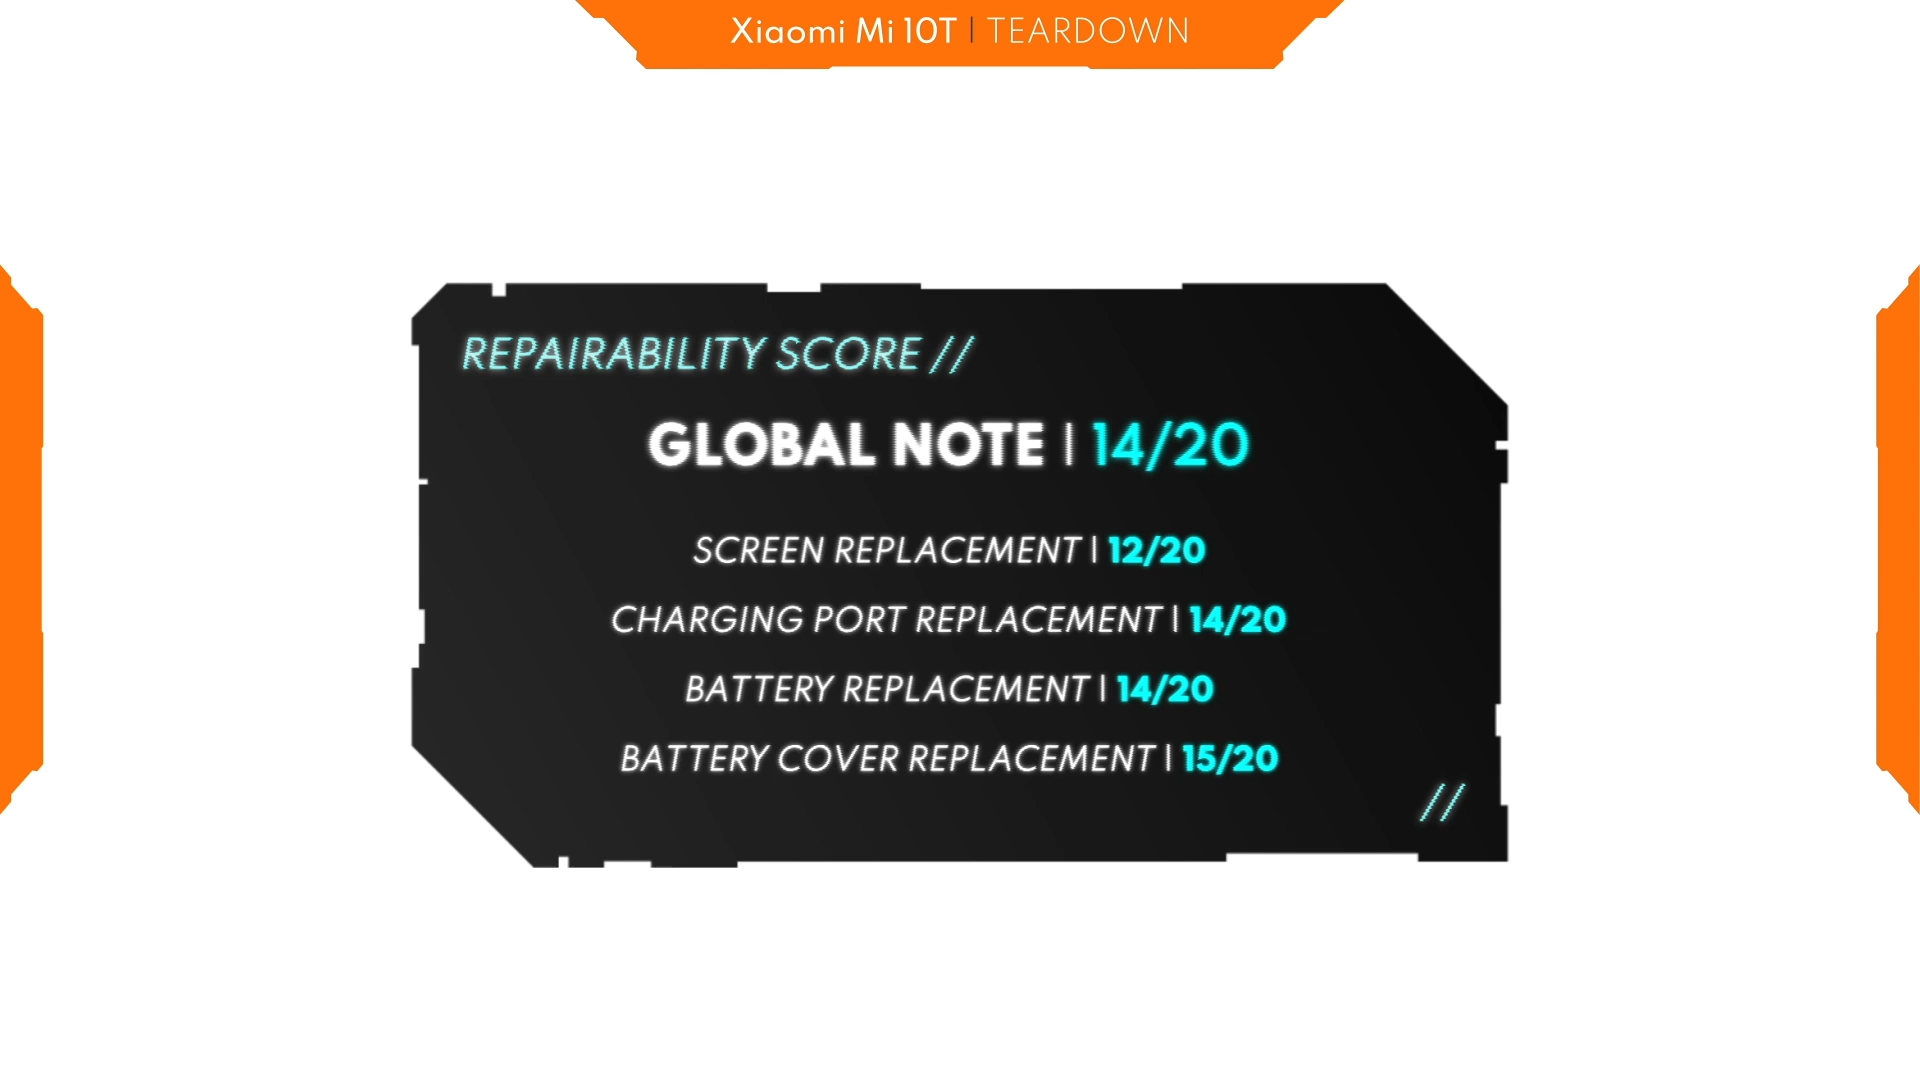 Xiaomi Mi 10T | TEARDOWN
REPAIRABILITY SCORE //
GLOBAL NOTE | 14/20
SCREEN REPLACEMENT | 12/20
CHARGING PORT REPLACEMENT | 14/20
BATTERY REPLACEMENT | 14/20
BATTERY COVER REPLACEMENT | 15/20
//